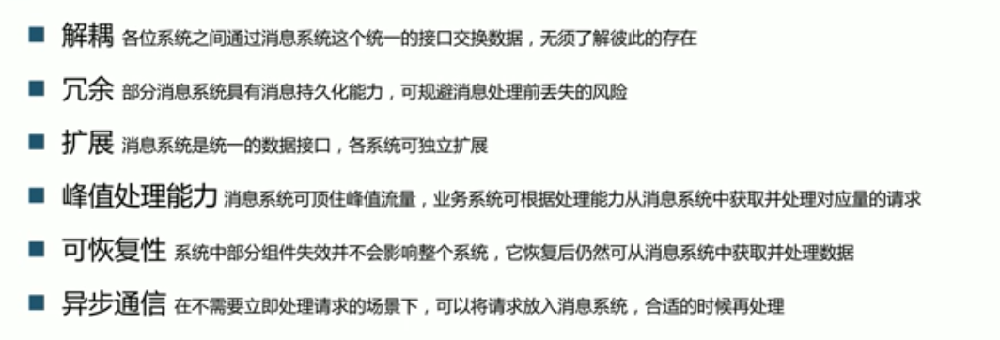 解耦 各位系统之间通过消息系统这个统一的接口交换数据，无须了解彼此的存在
冗余 部分消息系统具有消息持久化能力，可规避消息处理前丢失的风险
扩展 消息系统是统一的数据接口，各系统可独立扩展
峰值处理能力 消息系统可顶住峰值流量，业务系统可根据处理能力从消息系统中获取并处理对应量的请求
可恢复性 系统中部分组件失效并不会影响整个系统，它恢复后仍然可从消息系统中获取并处理数据
异步通信 在不需要立即处理请求的场景下，可以将请求放入消息系统，合适的时候再处理